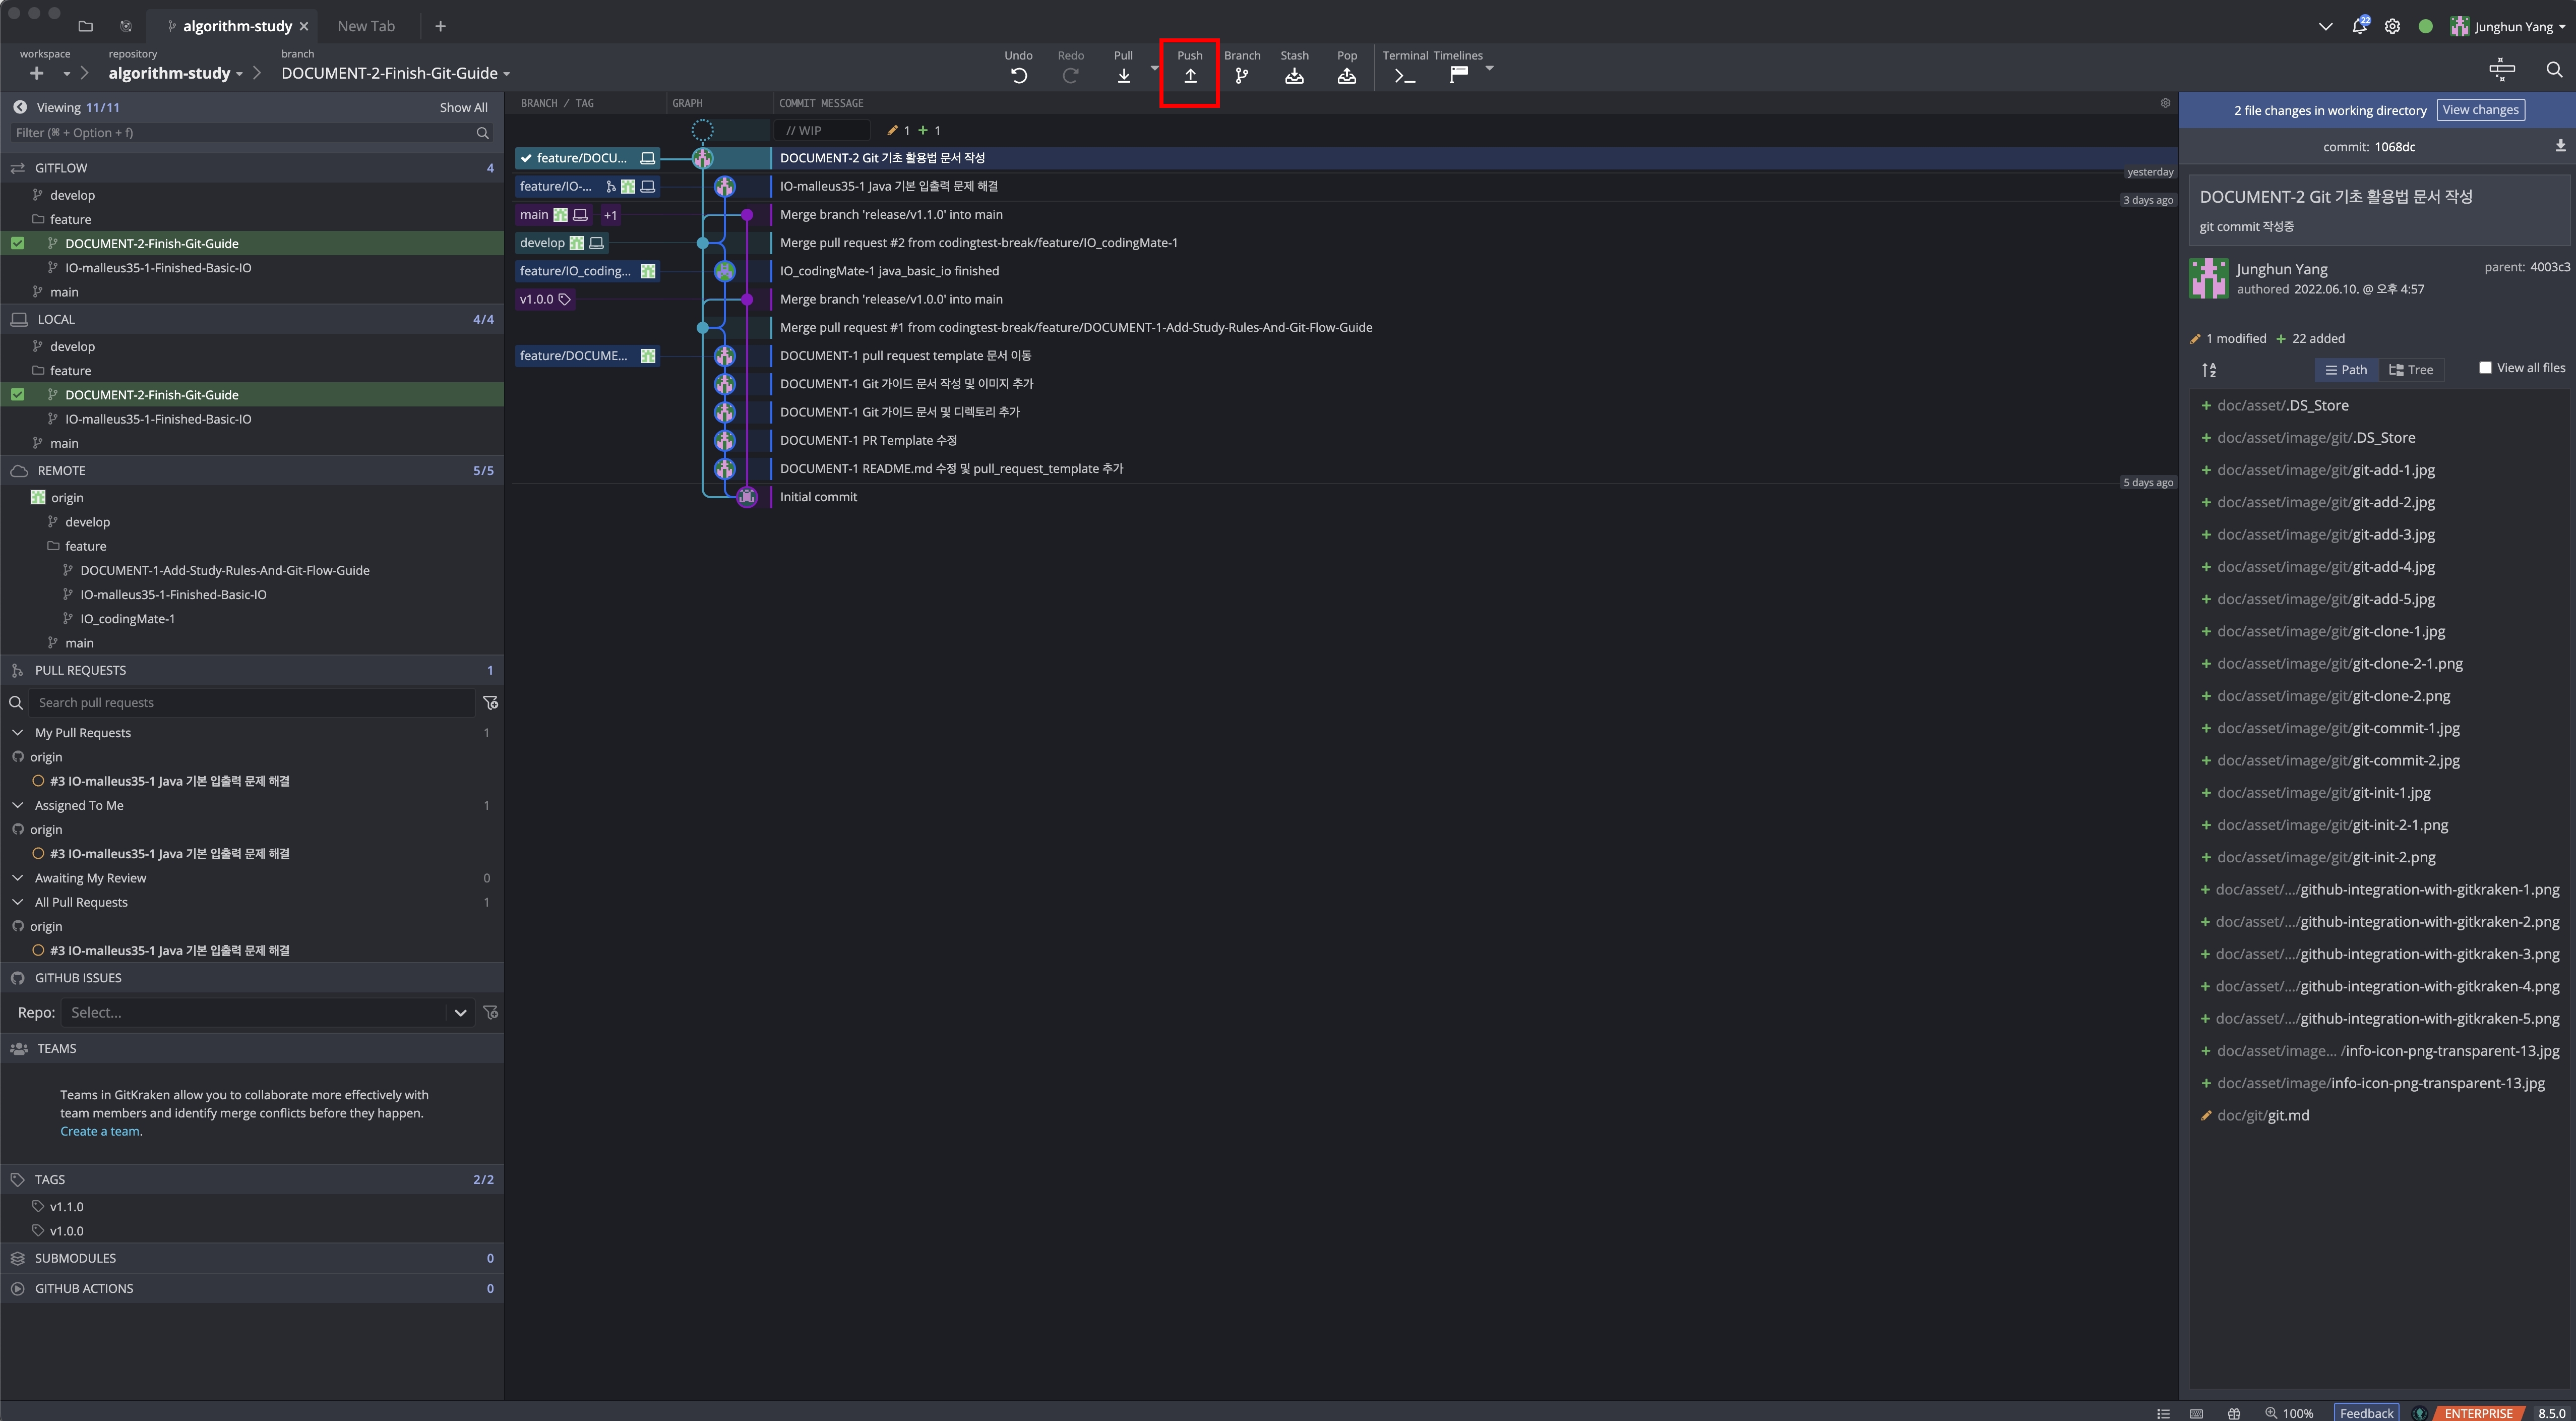 algorithm-study
New Tab
22
Junghun Yang
workspace
repository
algorithm-study
branch
DOCUMENT-2-Finish-Git-Guide
Undo
Redo
Pull
Push
Branch
Stash
Pop
Terminal
Timelines
Viewing 11/11
Show All
Filter (⌘ + Option + f)
GITFLOW 4
develop
feature
DOCUMENT-2-Finish-Git-Guide
IO-malleus35-1-Finished-Basic-IO
main
LOCAL 4/4
develop
feature
DOCUMENT-2-Finish-Git-Guide
IO-malleus35-1-Finished-Basic-IO
main
REMOTE 5/5
origin
develop
feature
DOCUMENT-1-Add-Study-Rules-And-Git-Flow-Guide
IO-malleus35-1-Finished-Basic-IO
IO_codingMate-1
main
PULL REQUESTS 1
Search pull requests
My Pull Requests 1
origin
#3 IO-malleus35-1 Java 기본 입출력 문제 해결
Assigned To Me 1
origin
#3 IO-malleus35-1 Java 기본 입출력 문제 해결
Awaiting My Review 0
All Pull Requests 1
origin
#3 IO-malleus35-1 Java 기본 입출력 문제 해결
GITHUB ISSUES
Repo: Select...
TEAMS
Teams in GitKraken allow you to collaborate more effectively with
team members and identify merge conflicts before they happen.
Create a team.
TAGS 2/2
v1.1.0
v1.0.0
SUBMODULES 0
GITHUB ACTIONS 0
BRANCH / TAG GRAPH COMMIT MESSAGE
// WIP 1 + 1
feature/DOCU... DOCUMENT-2 Git 기초 활용법 문서 작성
yesterday
feature/IO-... IO-malleus35-1 Java 기본 입출력 문제 해결
3 days ago
main +1 Merge branch 'release/v1.1.0' into main
develop Merge pull request #2 from codingtest-break/feature/IO_codingMate-1
feature/IO_coding... IO_codingMate-1 java_basic_io finished
v1.0.0 Merge branch 'release/v1.0.0' into main
Merge pull request #1 from codingtest-break/feature/DOCUMENT-1-Add-Study-Rules-And-Git-Flow-Guide
feature/DOCUME... DOCUMENT-1 pull request template 문서 이동
DOCUMENT-1 Git 가이드 문서 작성 및 이미지 추가
DOCUMENT-1 Git 가이드 문서 및 디렉토리 추가
DOCUMENT-1 PR Template 수정
DOCUMENT-1 README.md 수정 및 pull_request_template 추가
5 days ago
Initial commit
2 file changes in working directory View changes
commit: 1068dc
DOCUMENT-2 Git 기초 활용법 문서 작성
git commit 작성중
Junghun Yang
parent: 4003c3
authored 2022.06.10. @ 오후 4:57
1 modified + 22 added
Path Tree View all files
+ doc/asset/.DS_Store
+ doc/asset/image/git/.DS_Store
+ doc/asset/image/git/git-add-1.jpg
+ doc/asset/image/git/git-add-2.jpg
+ doc/asset/image/git/git-add-3.jpg
+ doc/asset/image/git/git-add-4.jpg
+ doc/asset/image/git/git-add-5.jpg
+ doc/asset/image/git/git-clone-1.jpg
+ doc/asset/image/git/git-clone-2-1.png
+ doc/asset/image/git/git-clone-2.png
+ doc/asset/image/git/git-commit-1.jpg
+ doc/asset/image/git/git-commit-2.jpg
+ doc/asset/image/git/git-init-1.jpg
+ doc/asset/image/git/git-init-2-1.png
+ doc/asset/image/git/git-init-2.png
+ doc/asset/.../github-integration-with-gitkraken-1.png
+ doc/asset/.../github-integration-with-gitkraken-2.png
+ doc/asset/.../github-integration-with-gitkraken-3.png
+ doc/asset/.../github-integration-with-gitkraken-4.png
+ doc/asset/.../github-integration-with-gitkraken-5.png
+ doc/asset/image... /info-icon-png-transparent-13.jpg
+ doc/asset/image/info-icon-png-transparent-13.jpg
doc/git/git.md
100%
Feedback
ENTERPRISE
8.5.0